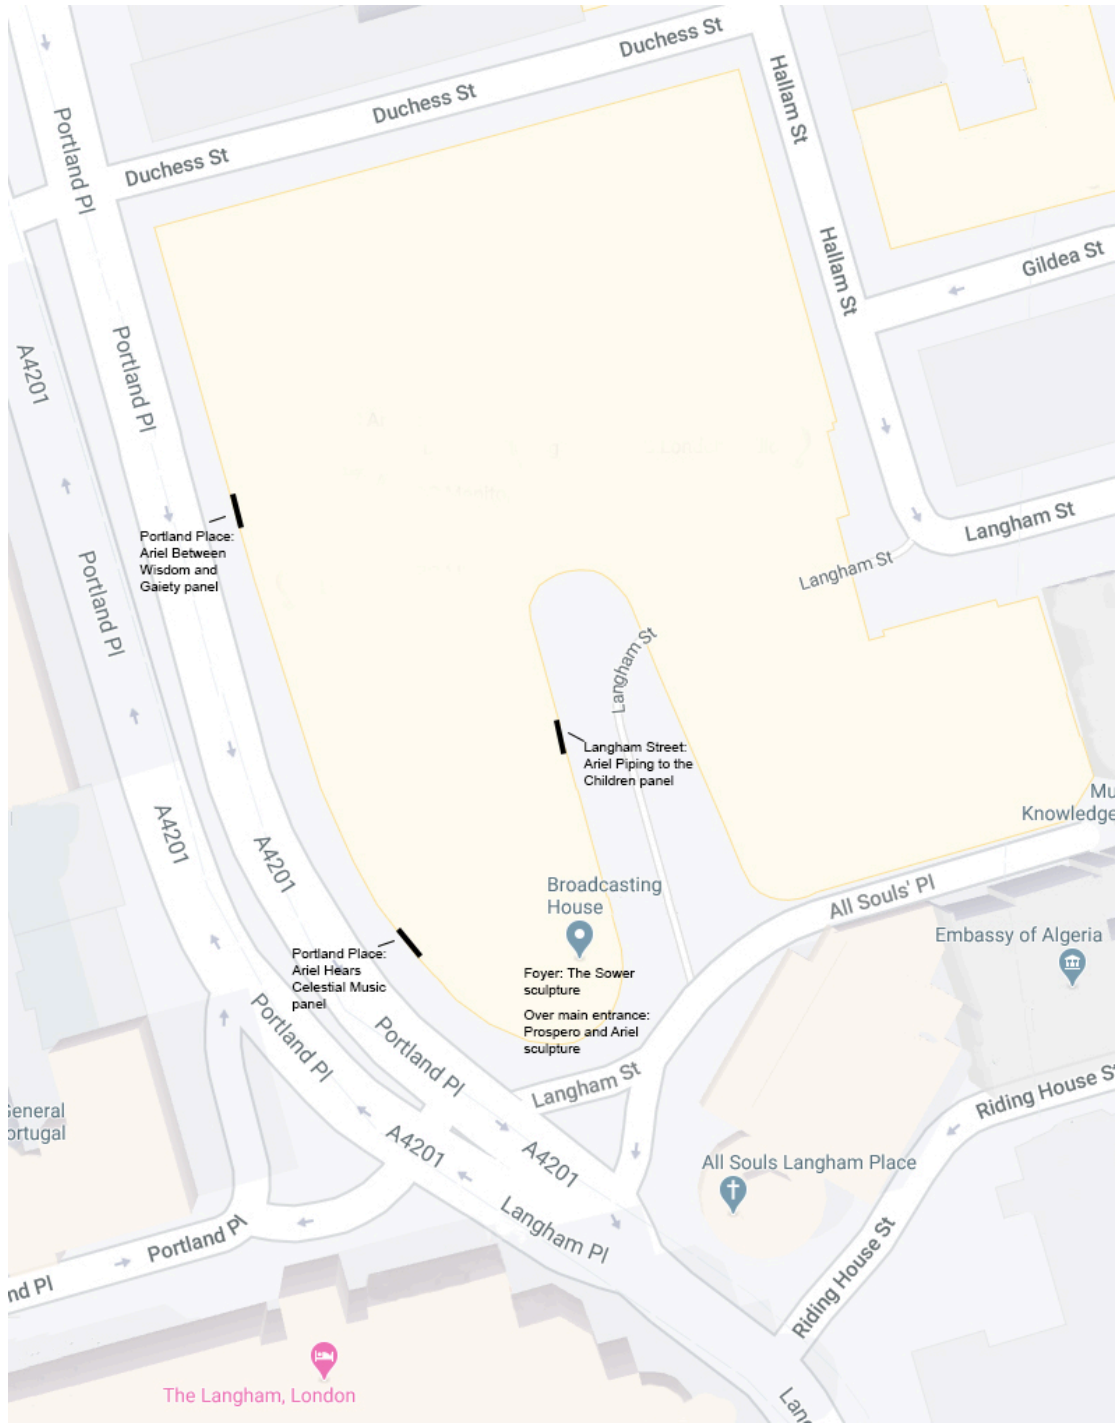 Duchess St
Duchess St
Duchess St
Hallam St
Portland Pl
Hallam St
Gildea St
Portland Pl
A4201
Langham St
Portland Place:
Ariel Between
Wisdom and
Gaiety panel
Portland Pl
Langham St
Langham St
Langham Street:
Ariel Piping to the
Children panel
A4201
A4201
Knowledge
Broadcasting
House
All Souls' Pl
Embassy of Algeria
Portland Place:
Ariel Hears
Celestial Music
panel
Foyer: The Sower
sculpture
Over main entrance:
Prospero and Ariel
sculpture
Portland Pl
Portland Pl
Langham St
Riding House St
General
ortugal
A4201
A4201
All Souls Langham Place
Langham Pl
Portland Pl
nd Pl
Riding House St
The Langham, London